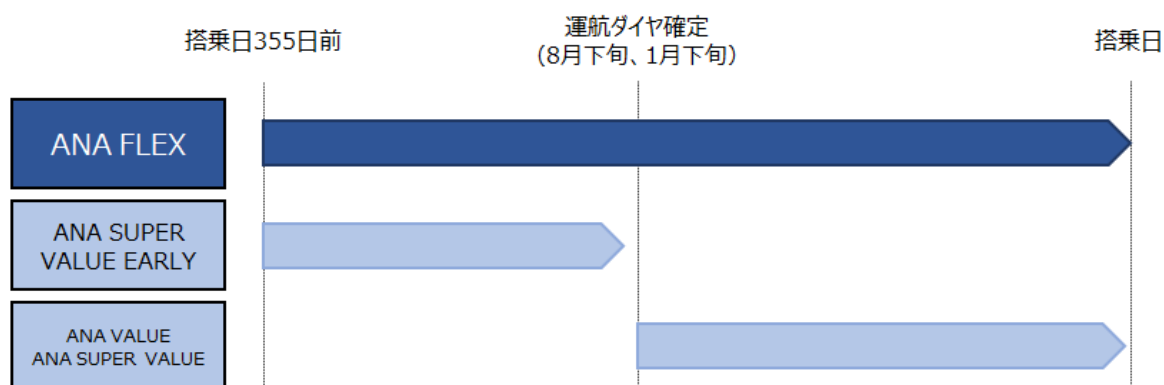 搭乗日355日前
運航ダイヤ確定
(8月下旬、1月下旬)
搭乗日
ANA FLEX
ANA SUPER
VALUE EARLY
ANA VALUE
ANA SUPER VALUE